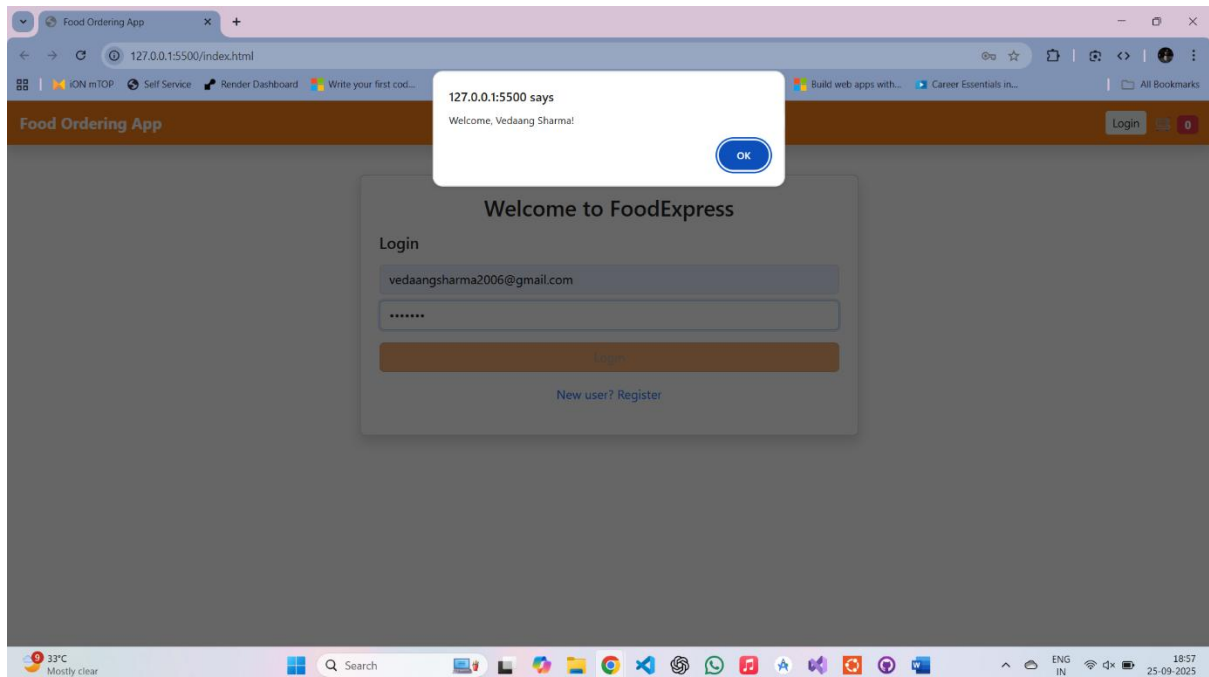 Food Ordering App
127.0.0.1:5500/index.html
iON mTOP Self Service Render Dashboard Write your first cod... Build web apps with... Career Essentials in... All Bookmarks
127.0.0.1:5500 says
Welcome, Vedaang Sharma!
OK
Food Ordering App Login 0
Welcome to FoodExpress
Login
vedaangsharma2006@gmail.com
•••••••
Login
New user? Register
9 33°C
Mostly clear
Search
ENG
IN
18:57
25-09-2025